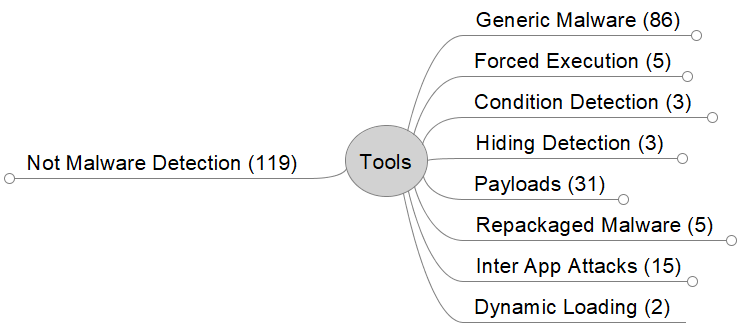 Generic Malware (86)
Forced Execution (5)
Condition Detection (3)
Not Malware Detection (119)
Tools
Hiding Detection (3)
Payloads (31)
Repackaged Malware (5)
Inter App Attacks (15)
Dynamic Loading (2)